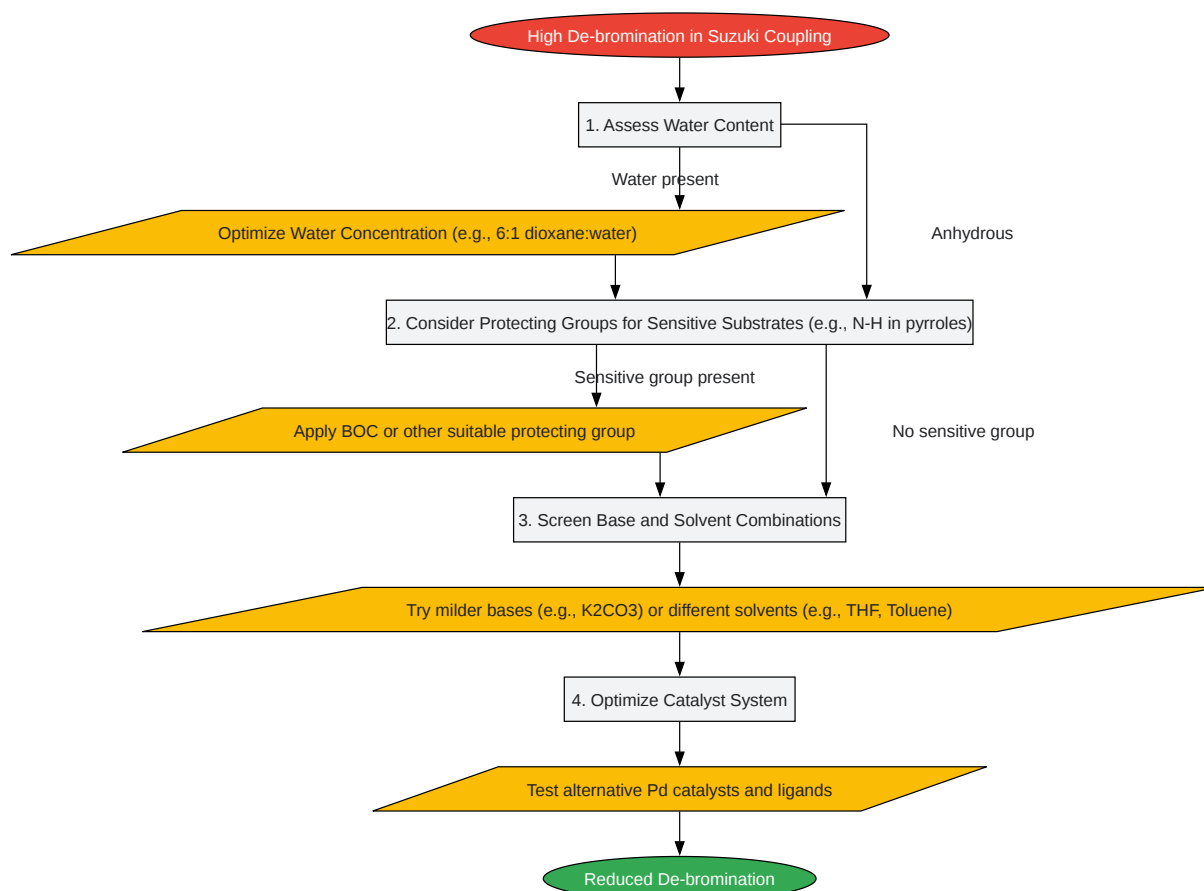 High De-bromination in Suzuki Coupling
1. Assess Water Content
Water present
Optimize Water Concentration (e.g., 6:1 dioxane:water)
Anhydrous
2. Consider Protecting Groups for Sensitive Substrates (e.g., N-H in pyrroles)
Sensitive group present
Apply BOC or other suitable protecting group
No sensitive group
3. Screen Base and Solvent Combinations
Try milder bases (e.g., K2CO3) or different solvents (e.g., THF, Toluene)
4. Optimize Catalyst System
Test alternative Pd catalysts and ligands
Reduced De-bromination